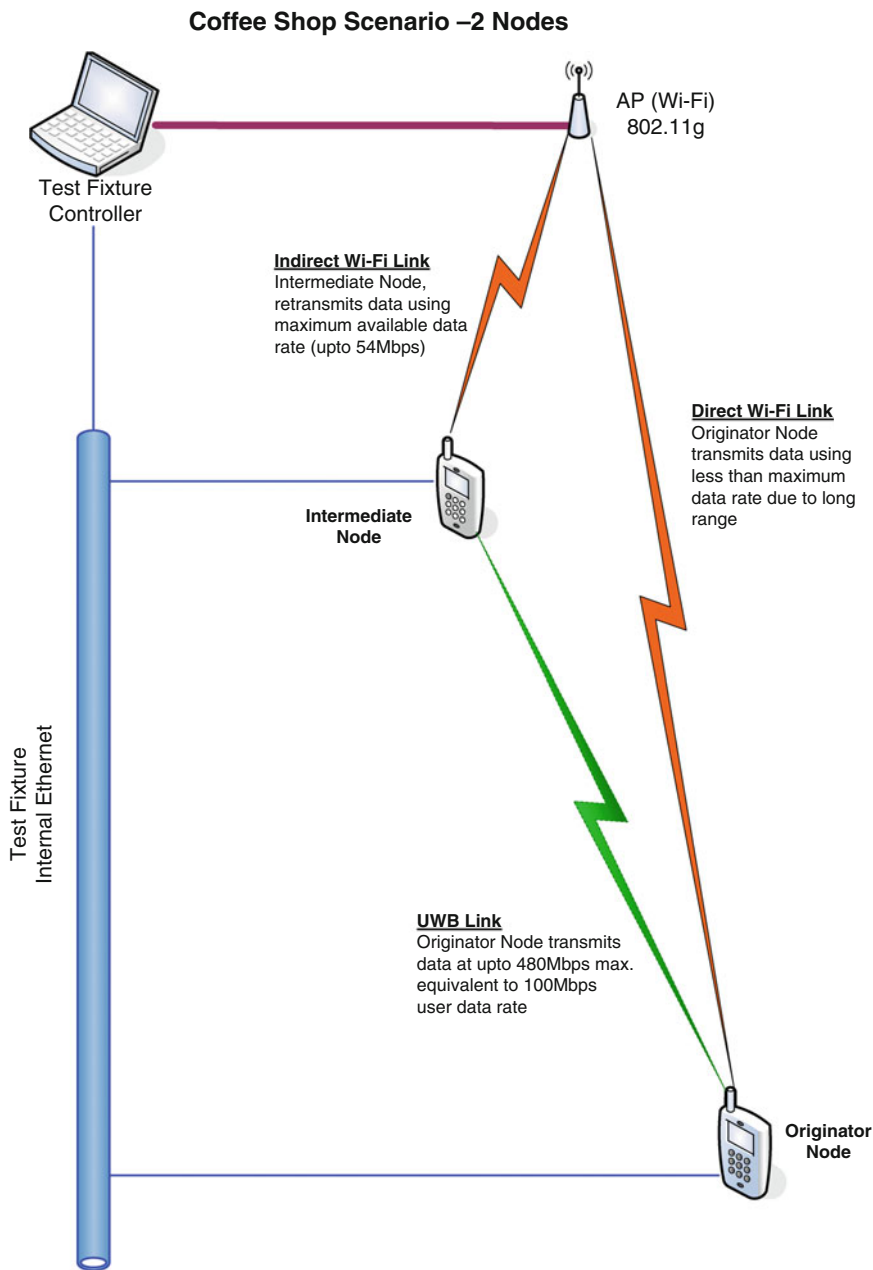 Coffee Shop Scenario –2 Nodes
AP (Wi-Fi)
802.11g
Test Fixture
Controller
Indirect Wi-Fi Link
Intermediate Node,
retransmits data using
maximum available data
rate (upto 54Mbps)
Direct Wi-Fi Link
Originator Node
transmits data using
less than maximum
data rate due to long
range
Intermediate
Node
Test Fixture
Internal Ethernet
UWB Link
Originator Node transmits
data at upto 480Mbps max.
equivalent to 100Mbps
user data rate
Originator
Node